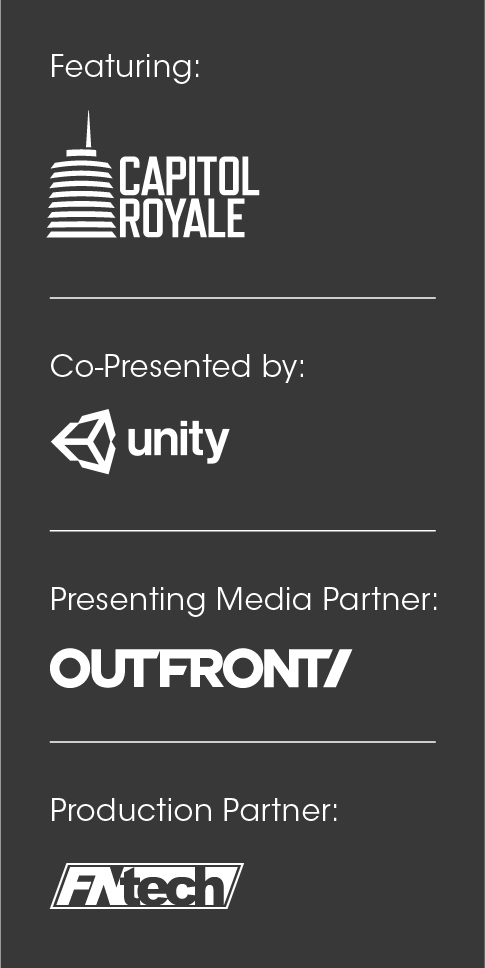 Featuring:
CAPITOL
ROYALE
Co-Presented by:
unity
Presenting Media Partner:
OUTFRONT/
Production Partner:
FNtech